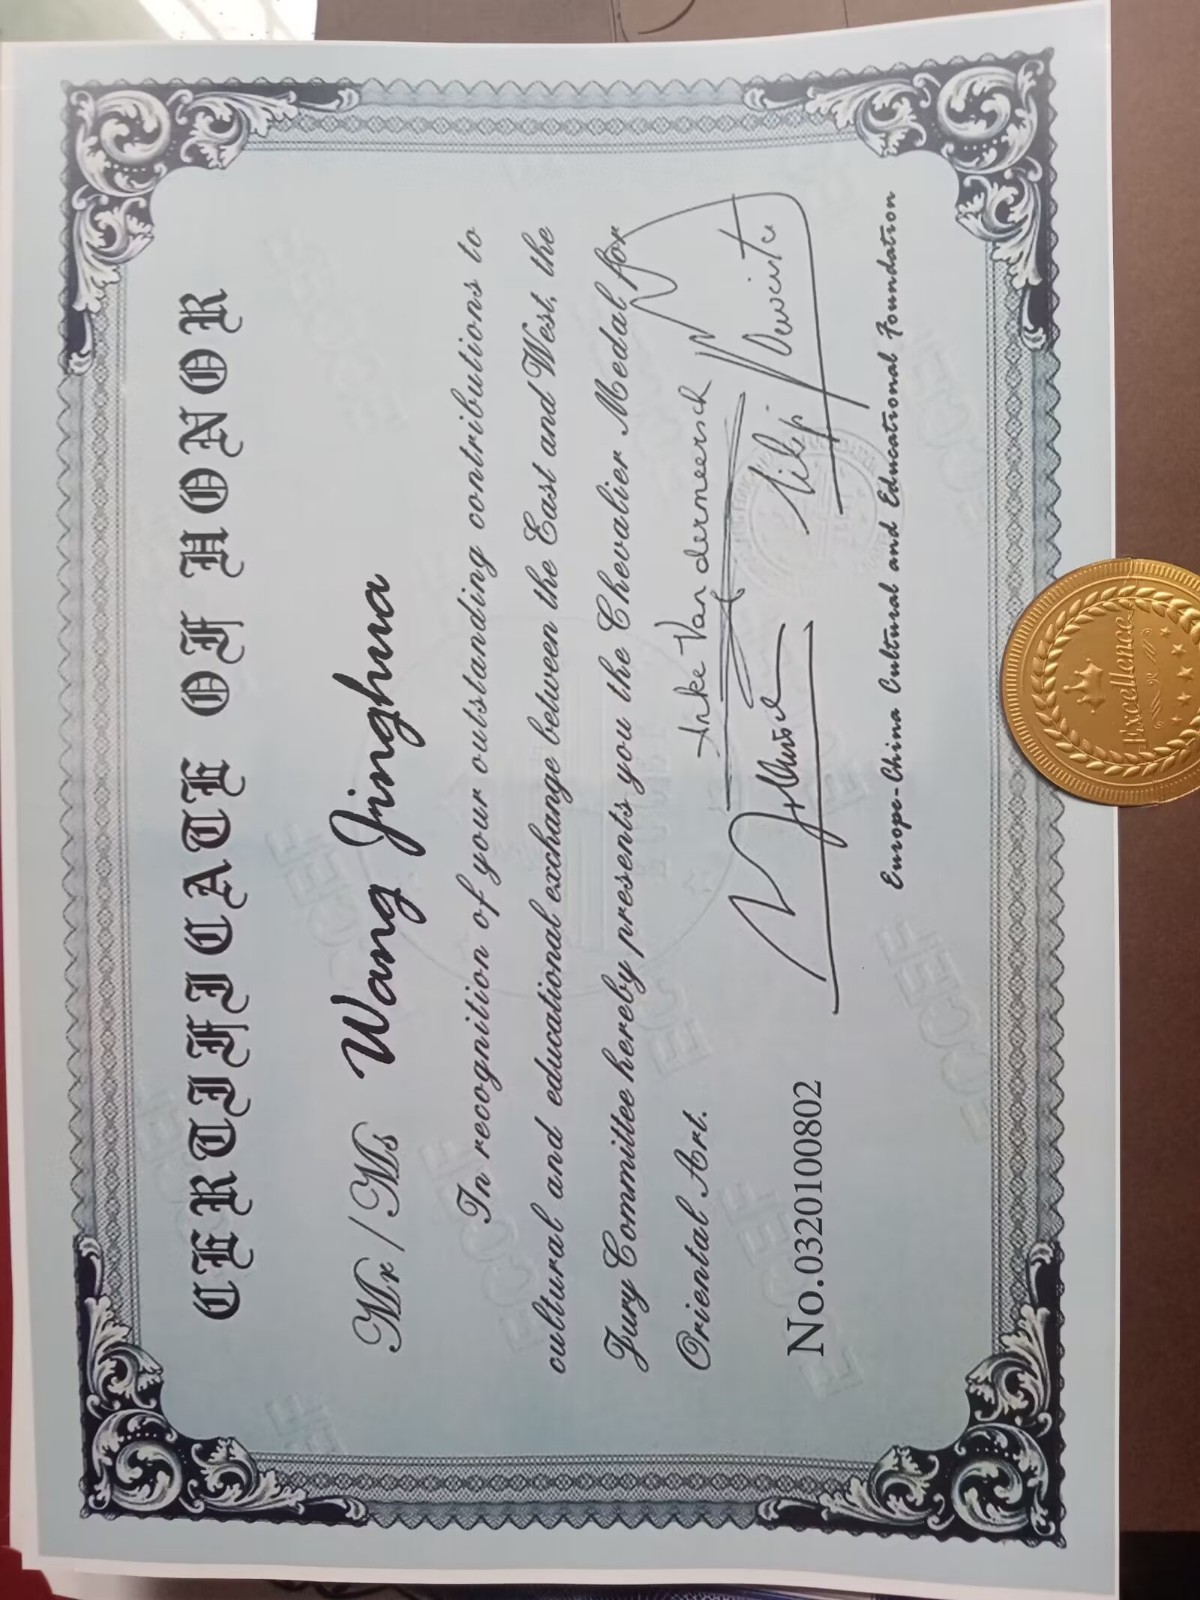 CERTIFICATE OF HONOR
Mr / Ms Wang Jinghua
In recognition of your outstanding contributions to
cultural and educational exchange between the East and West, the
Jury Committee hereby presents you the Chevalier Medal for
Oriental Art.
Anke Vandermeersch
No.0320100802
Europe-China Cultural and Educational Foundation
Excellence
ECCEF